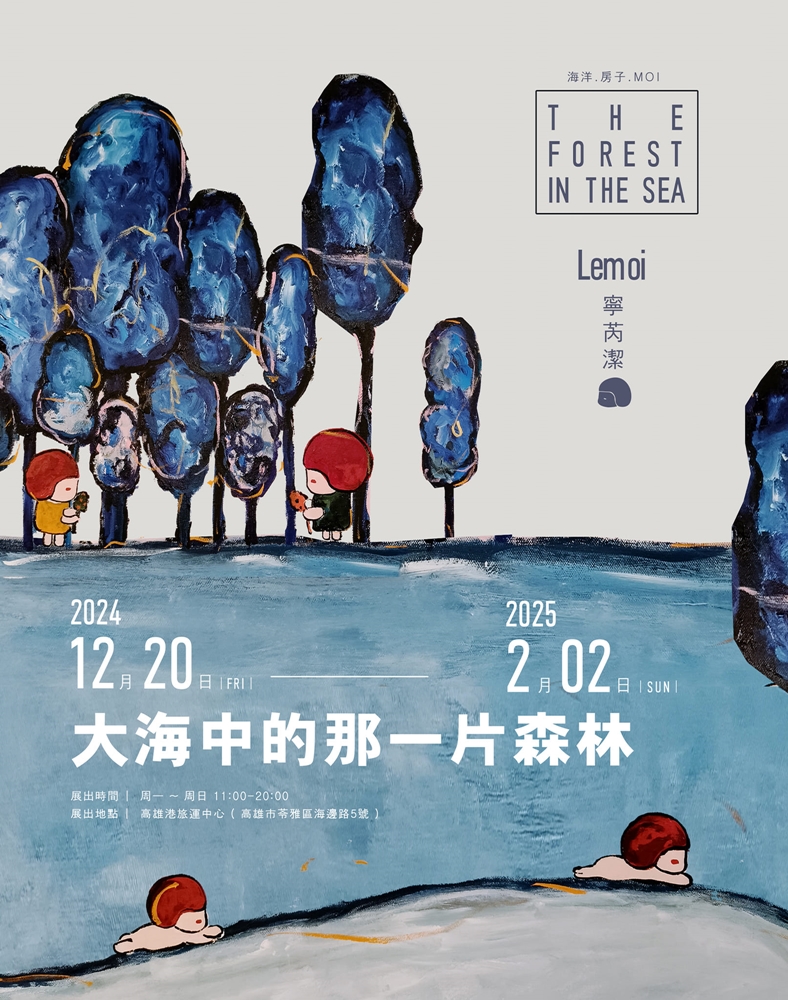 海洋.房子.MOI
THE
FOREST
IN THE SEA
Lemoi
寧芮潔
2024
12月20日|FRI|
2025
2月02日|SUN|
大海中的那一片森林
展出時間| 周一 ~ 周日 11:00-20:00
展出地點| 高雄港旅運中心 ( 高雄市苓雅區海邊路5號 )